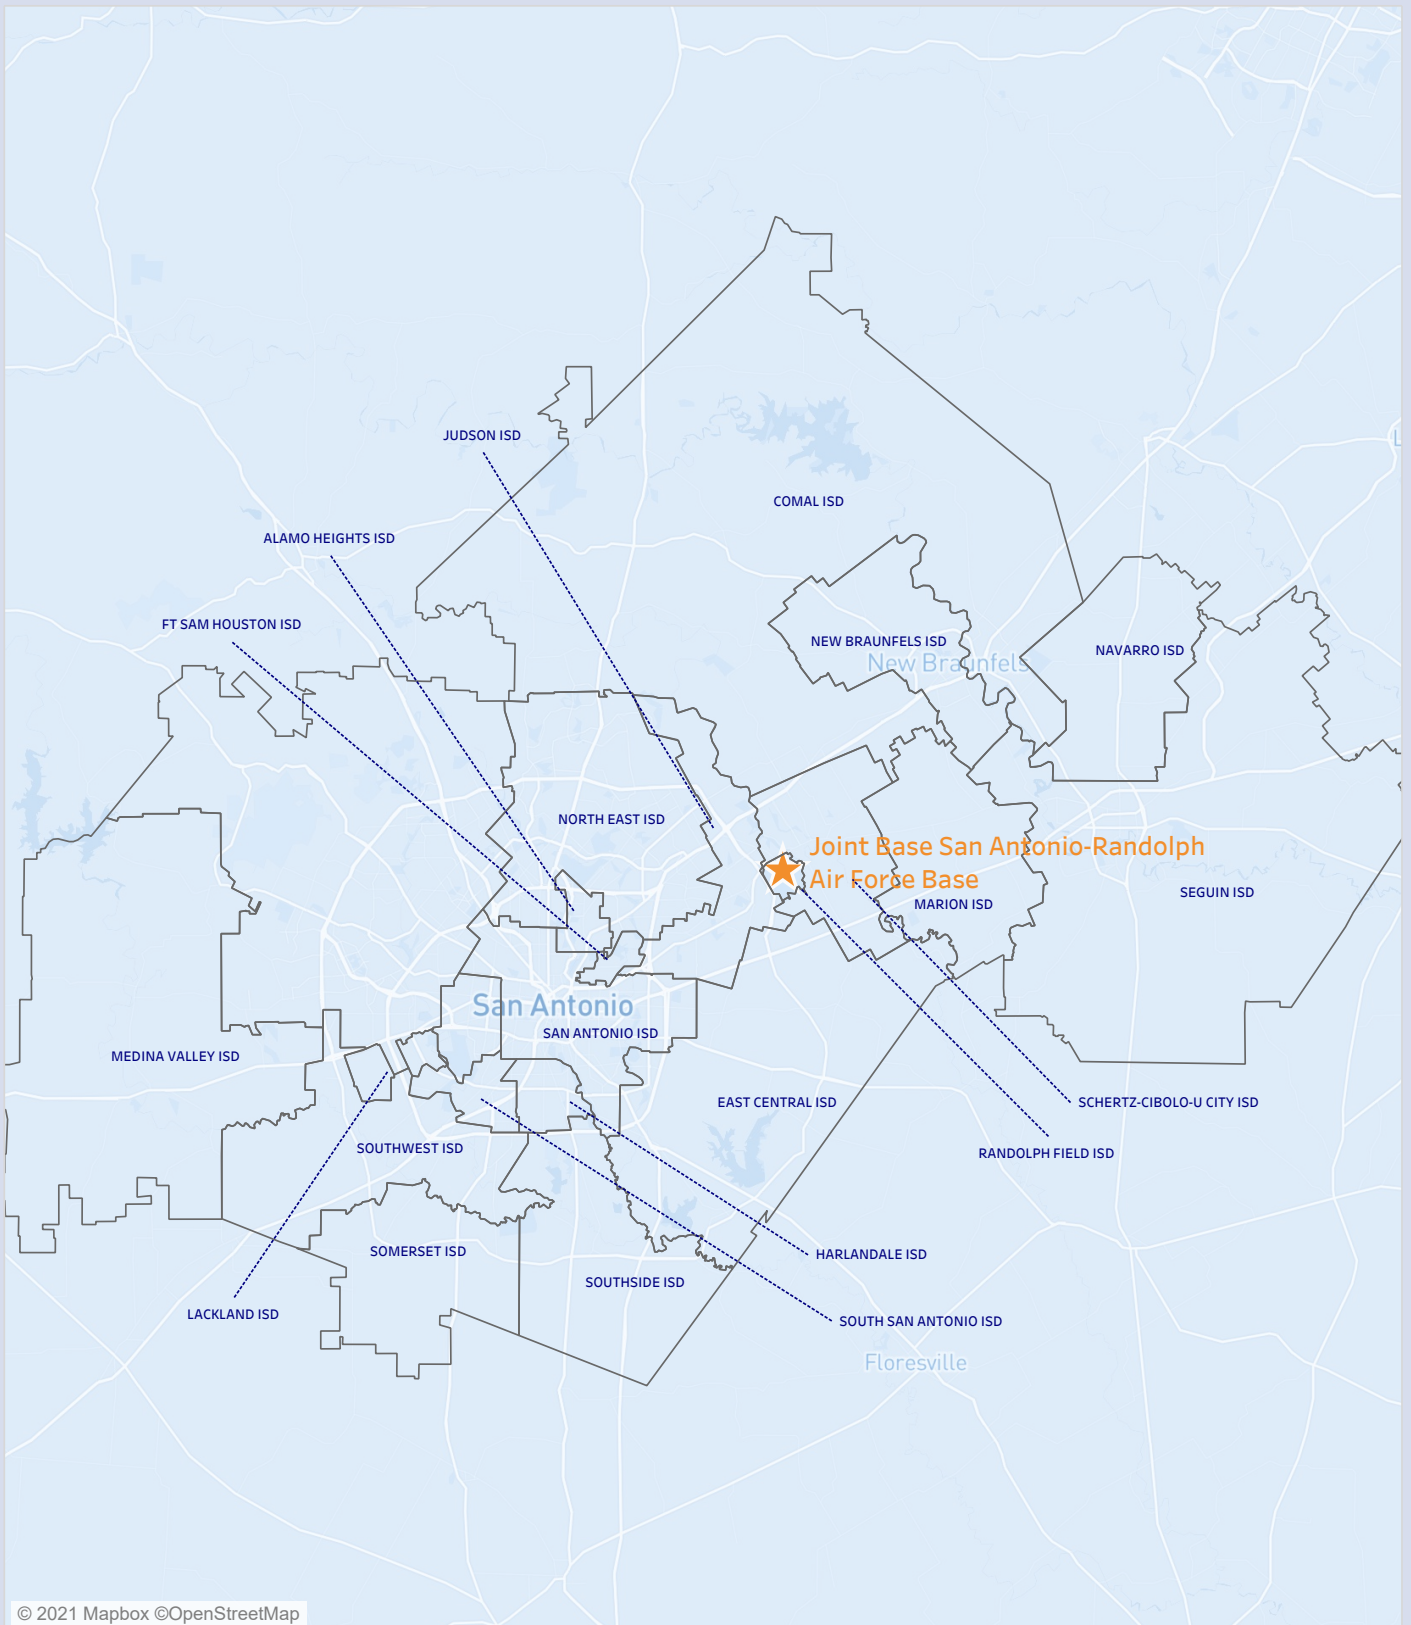 JUDSON ISD
COMAL ISD
ALAMO HEIGHTS ISD
FT SAM HOUSTON ISD
NEW BRAUNFELS ISD
NAVARRO ISD
New Braunfels
NORTH EAST ISD
Joint Base San Antonio-Randolph
Air Force Base
SEGUIN ISD
MARION ISD
San Antonio
SAN ANTONIO ISD
MEDINA VALLEY ISD
EAST CENTRAL ISD
SCHERTZ-CIBOLO-U CITY ISD
SOUTHWEST ISD
RANDOLPH FIELD ISD
SOMERSET ISD
HARLANDALE ISD
SOUTHSIDE ISD
LACKLAND ISD
SOUTH SAN ANTONIO ISD
Floresville
© 2021 Mapbox ©OpenStreetMap